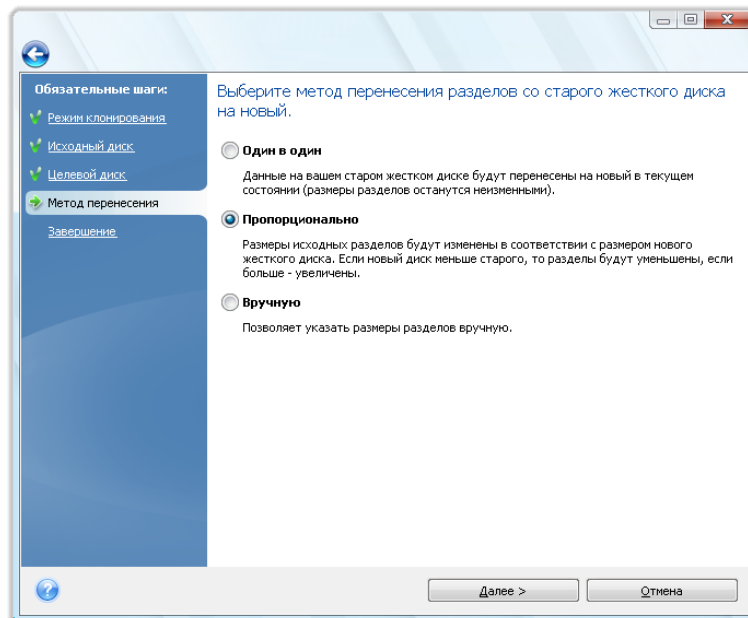 Обязательные шаги:
Режим клонирования
Исходный диск
Целевой диск
Метод перенесения
Завершение
Выберите метод перенесения разделов со старого жесткого диска
на новый.
Один в один
Данные на вашем старом жестком диске будут перенесены на новый в текущем
состоянии (размеры разделов останутся неизменными).
Пропорционально
Размеры исходных разделов будут изменены в соответствии с размером нового
жесткого диска. Если новый диск меньше старого, то разделы будут уменьшены, если
больше - увеличены.
Вручную
Позволяет указать размеры разделов вручную.
Далее >
Отмена